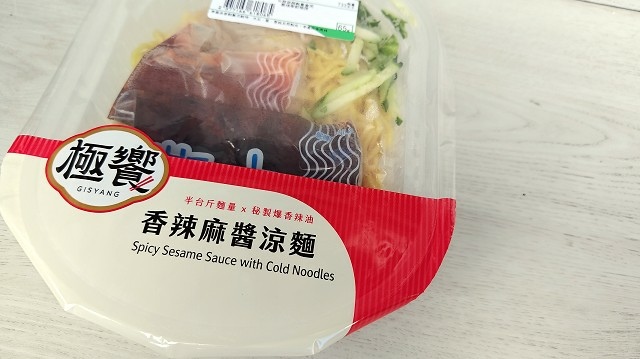 極饗
GISYANG
半台斤麵量 x 秘製爆香辣油
香辣麻醬涼麵
Spicy Sesame Sauce with Cold Noodles